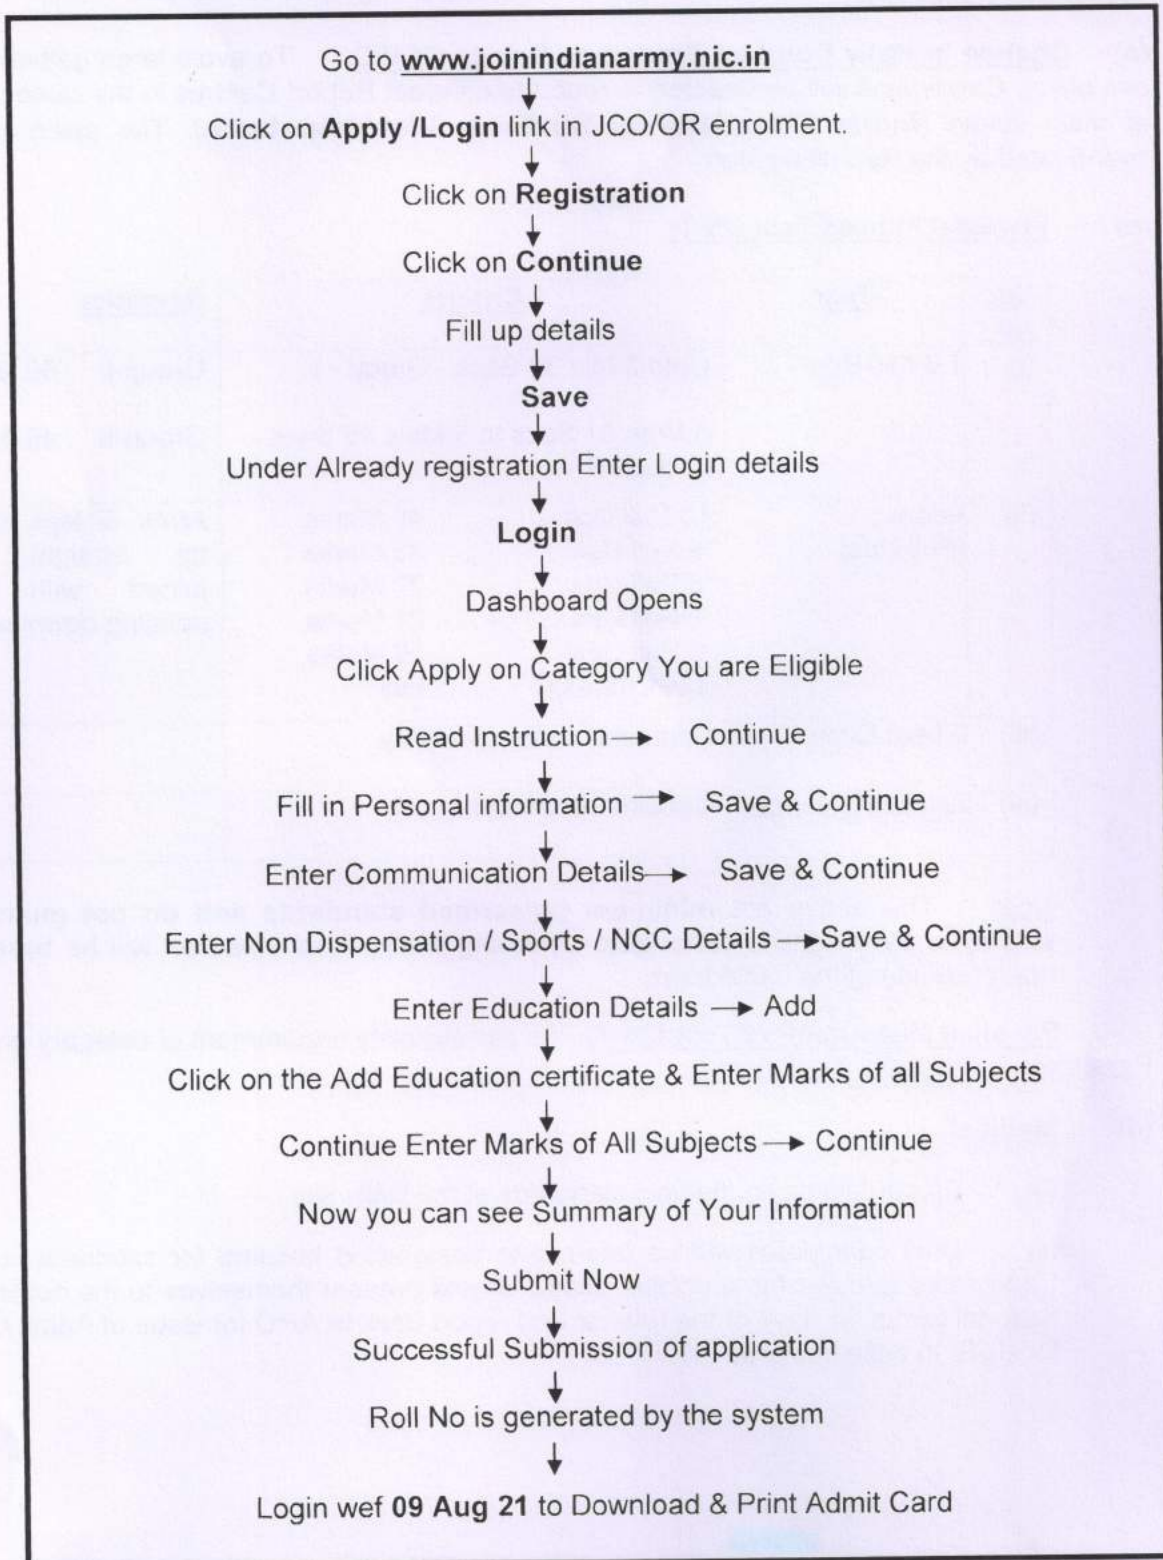 Go to www.joinindianarmy.nic.in
Click on Apply /Login link in JCO/OR enrolment.
Click on Registration
Click on Continue
Fill up details
Save
Under Already registration Enter Login details
Login
Dashboard Opens
Click Apply on Category You are Eligible
Read Instruction → Continue
Fill in Personal information → Save & Continue
Enter Communication Details → Save & Continue
Enter Non Dispensation / Sports / NCC Details → Save & Continue
Enter Education Details → Add
Click on the Add Education certificate & Enter Marks of all Subjects
Continue Enter Marks of All Subjects → Continue
Now you can see Summary of Your Information
Submit Now
Successful Submission of application
Roll No is generated by the system
Login wef 09 Aug 21 to Download & Print Admit Card